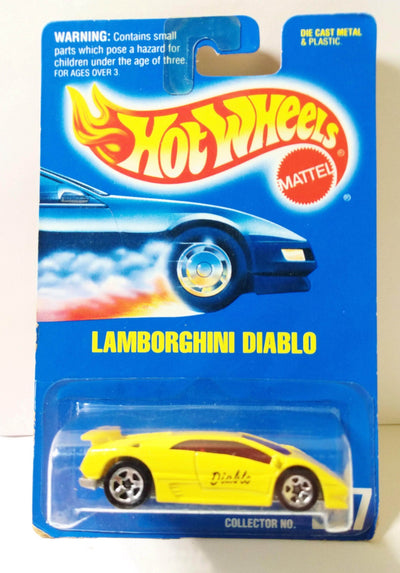 WARNING: Contains small
parts which pose a hazard for
children under the age of three.
FOR AGES OVER 3.
DIE CAST METAL
& PLASTIC.
HOT WHEELS
®
MATTEL
®
LAMBORGHINI DIABLO
Diablo
COLLECTOR NO.
7